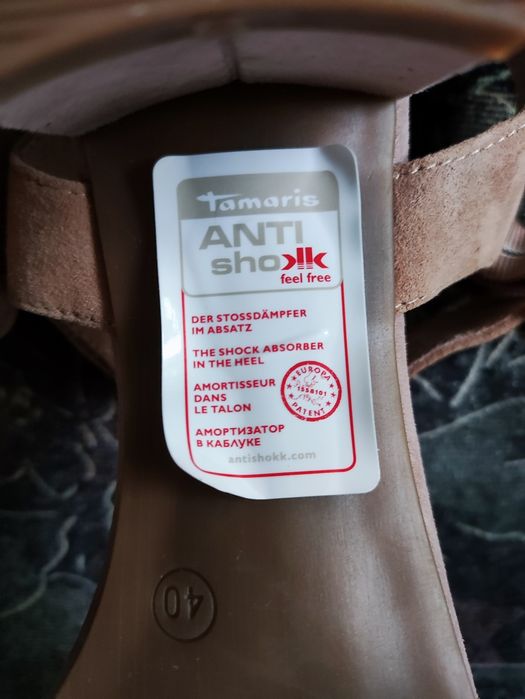 Tamaris
ANTI
shokk
feel free
DER STOSSDÄMPFER
IM ABSATZ
THE SHOCK ABSORBER
IN THE HEEL
AMORTISSEUR
DANS
LE TALON
EUROPA
1558101
PATENT
АМОРТИЗАТОР
В КАБЛУКЕ
antishokk.com
40